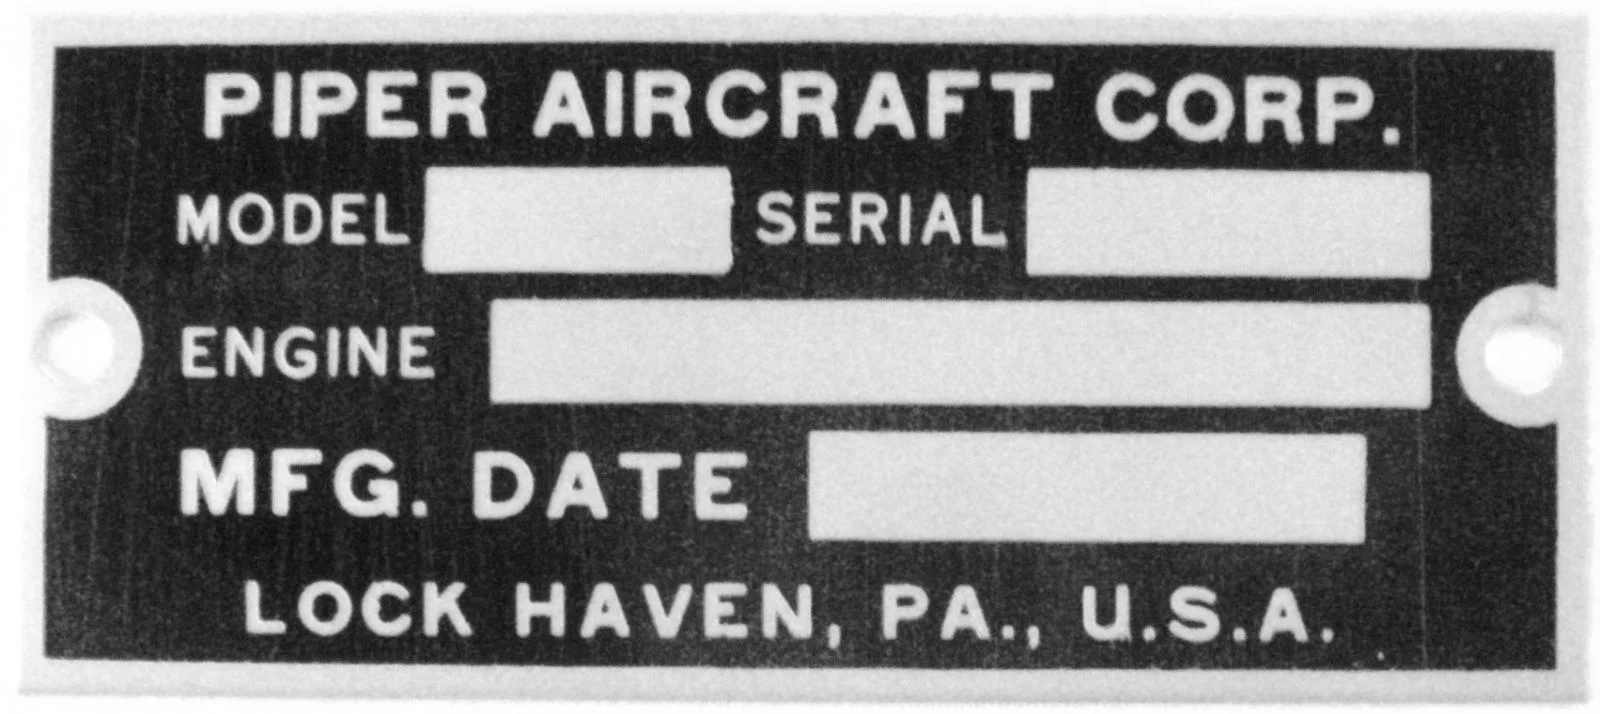 PIPER AIRCRAFT CORP.
MODEL SERIAL
ENGINE
MFG. DATE
LOCK HAVEN, PA., U.S.A.